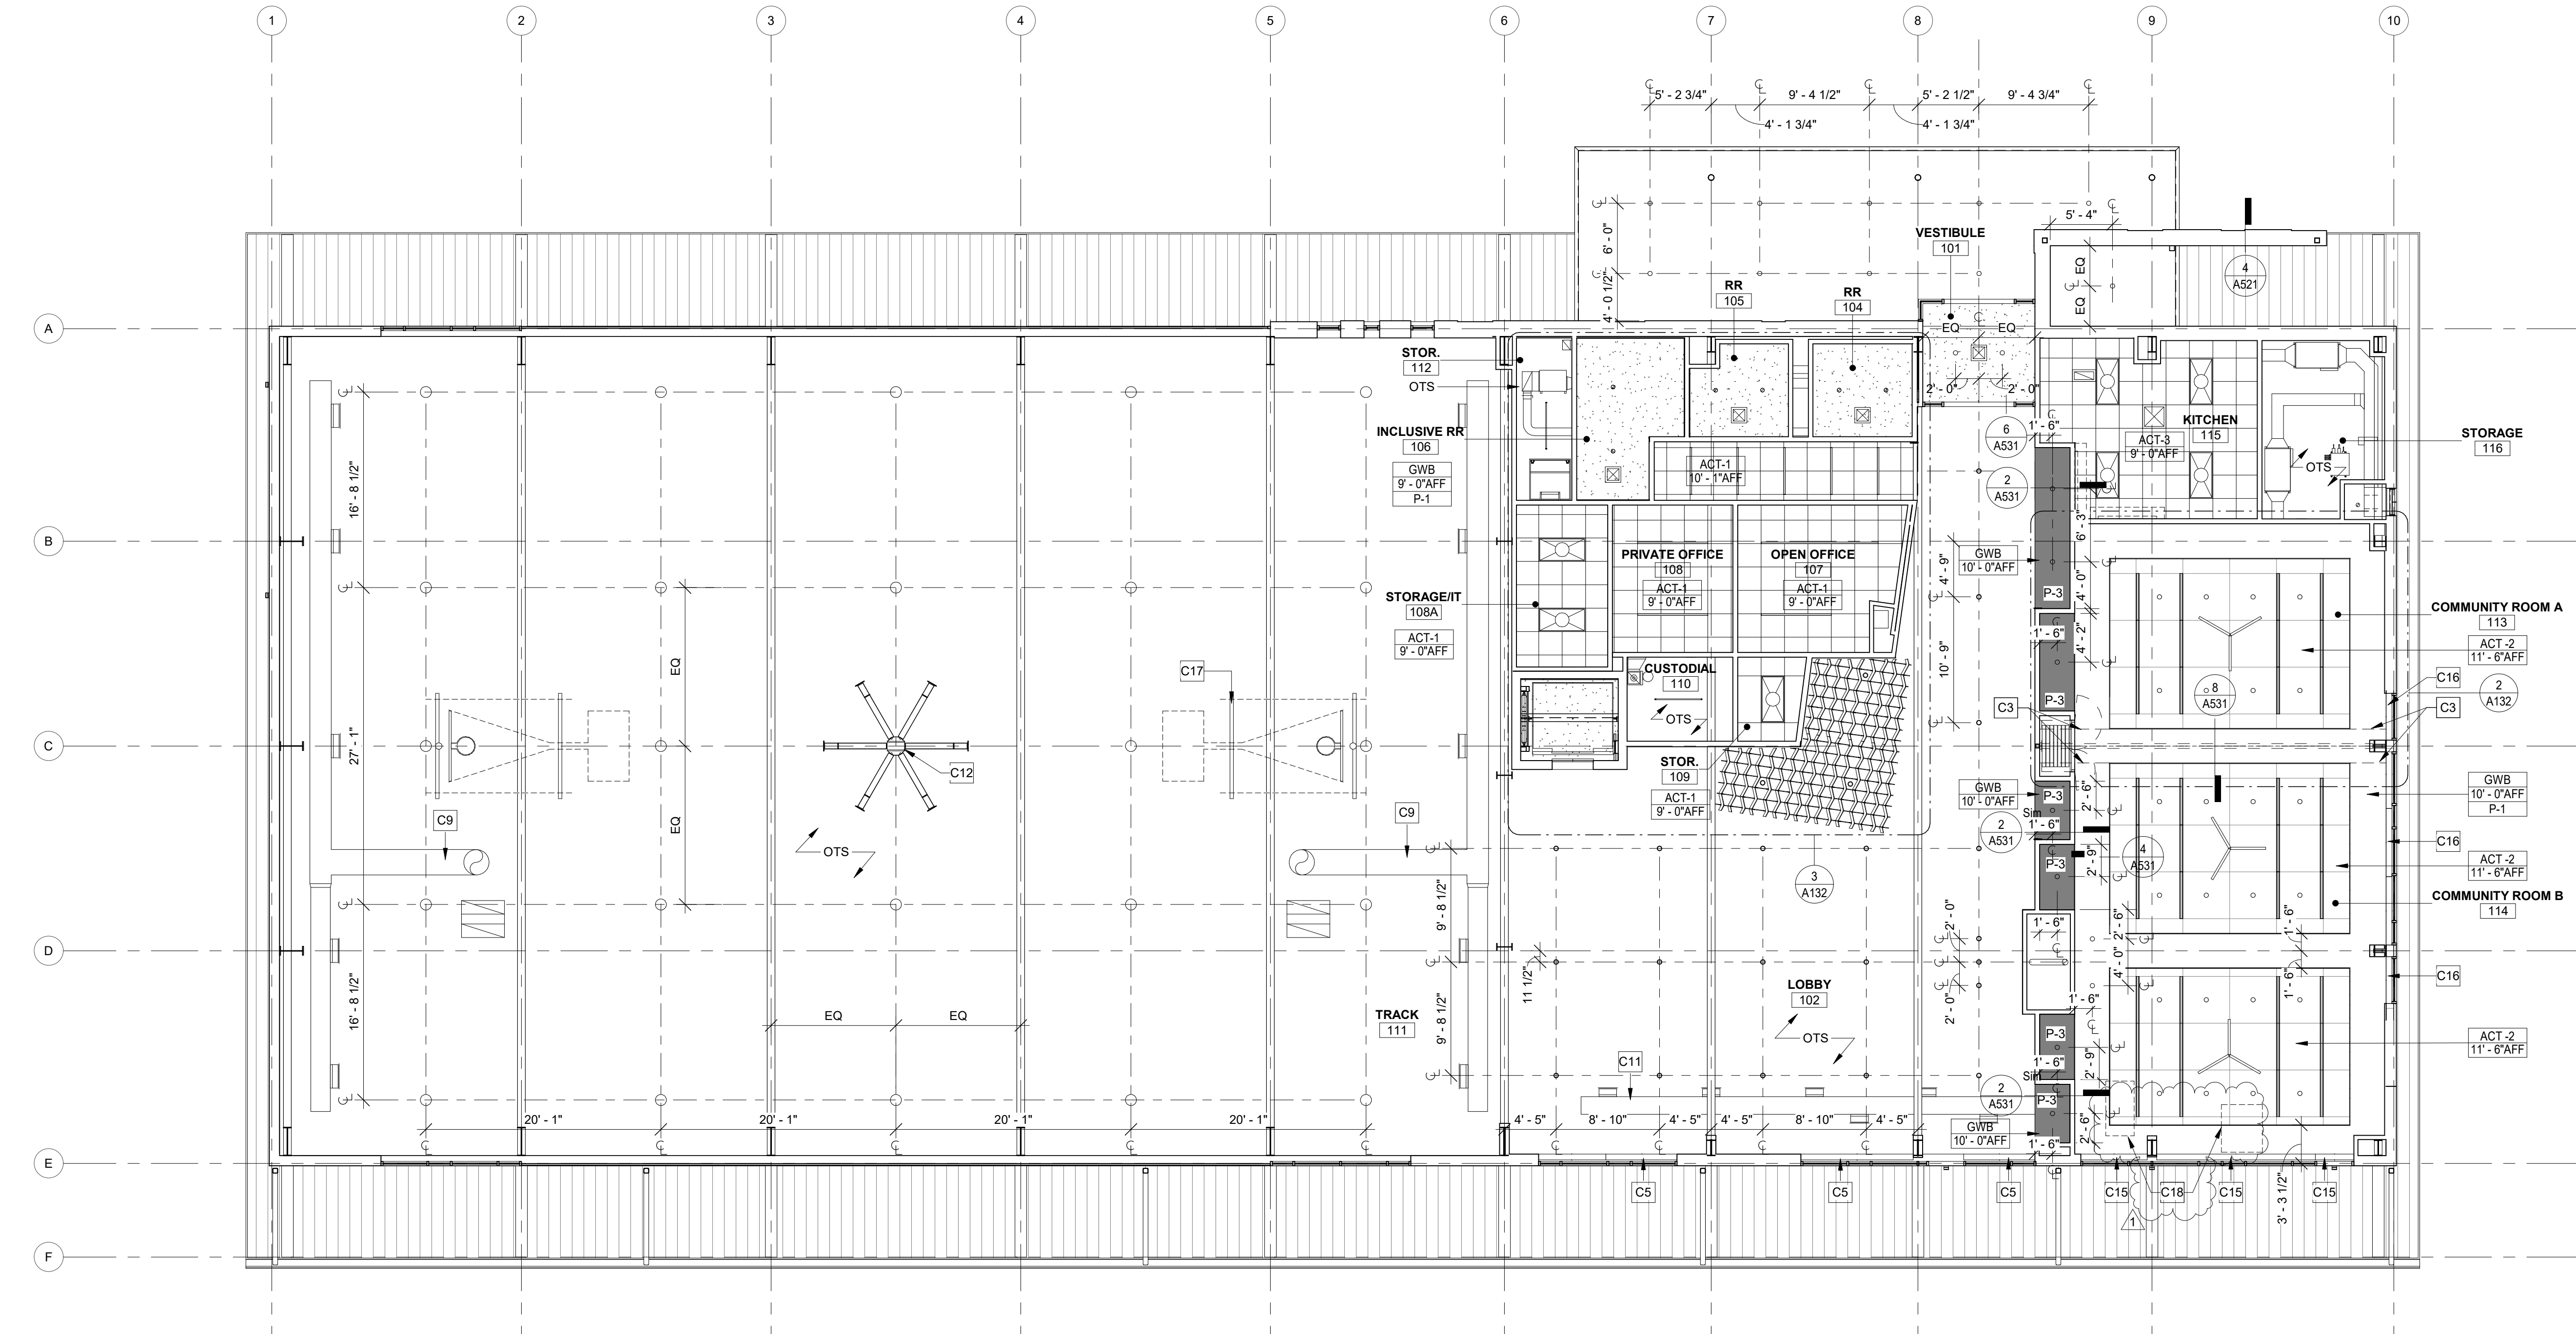 1 2 3 4 5 6 7 8 9 10
5' - 2 3/4" 9' - 4 1/2" 5' - 2 1/2" 9' - 4 3/4"
4' - 1 3/4" 4' - 1 3/4"
5' - 4"
6' - 0"
VESTIBULE
101
EQ
4
A521
4' - 0 1/2"
RR
105
RR
104
EQ
A
EQ EQ
STOR.
112
OTS
2' - 0" 2' - 0"
INCLUSIVE RR
106
GWB
9' - 0"AFF
P-1
6
A531
1' - 6"
KITCHEN
115
ACT-3
9' - 0"AFF
STORAGE
116
OTS
ACT-1
10' - 1"AFF
2
A531
16' - 8 1/2"
6' - 3"
B
PRIVATE OFFICE
108
ACT-1
9' - 0"AFF
OPEN OFFICE
107
ACT-1
9' - 0"AFF
GWB
10' - 0"AFF
4' - 9"
4' - 0"
P-3
STORAGE/IT
108A
ACT-1
9' - 0"AFF
COMMUNITY ROOM A
113
ACT -2
11' - 6"AFF
1' - 6"
4' - 2"
EQ
C17
CUSTODIAL
110
OTS
10' - 9"
P-3
8
A531
C16
2
A132
C3
C3
27' - 1"
C
C12
STOR.
109
ACT-1
9' - 0"AFF
GWB
10' - 0"AFF
P-3
2' - 6"
GWB
10' - 0"AFF
P-1
C9
C9
EQ
OTS
Sim
1' - 6"
2
A531
4
A531
C16
P-3
2' - 9"
ACT -2
11' - 6"AFF
3
A132
COMMUNITY ROOM B
114
9' - 8 1/2"
2' - 0"
1' - 6"
2' - 6"
1' - 6"
D
11 1/2"
4' - 0"
1' - 6"
C16
LOBBY
102
OTS
2' - 0"
1' - 6"
16' - 8 1/2"
EQ EQ
TRACK
111
9' - 8 1/2"
P-3
2' - 9"
ACT -2
11' - 6"AFF
C11
1' - 6"
Sim
2
A531
P-3
20' - 1" 20' - 1" 20' - 1" 20' - 1"
4' - 5" 8' - 10" 4' - 5" 4' - 5" 8' - 10" 4' - 5"
GWB
10' - 0"AFF
2' - 6"
1' - 6"
E
C5 C5 C5 C15 C18 C15 C15
3' - 3 1/2"
1
F